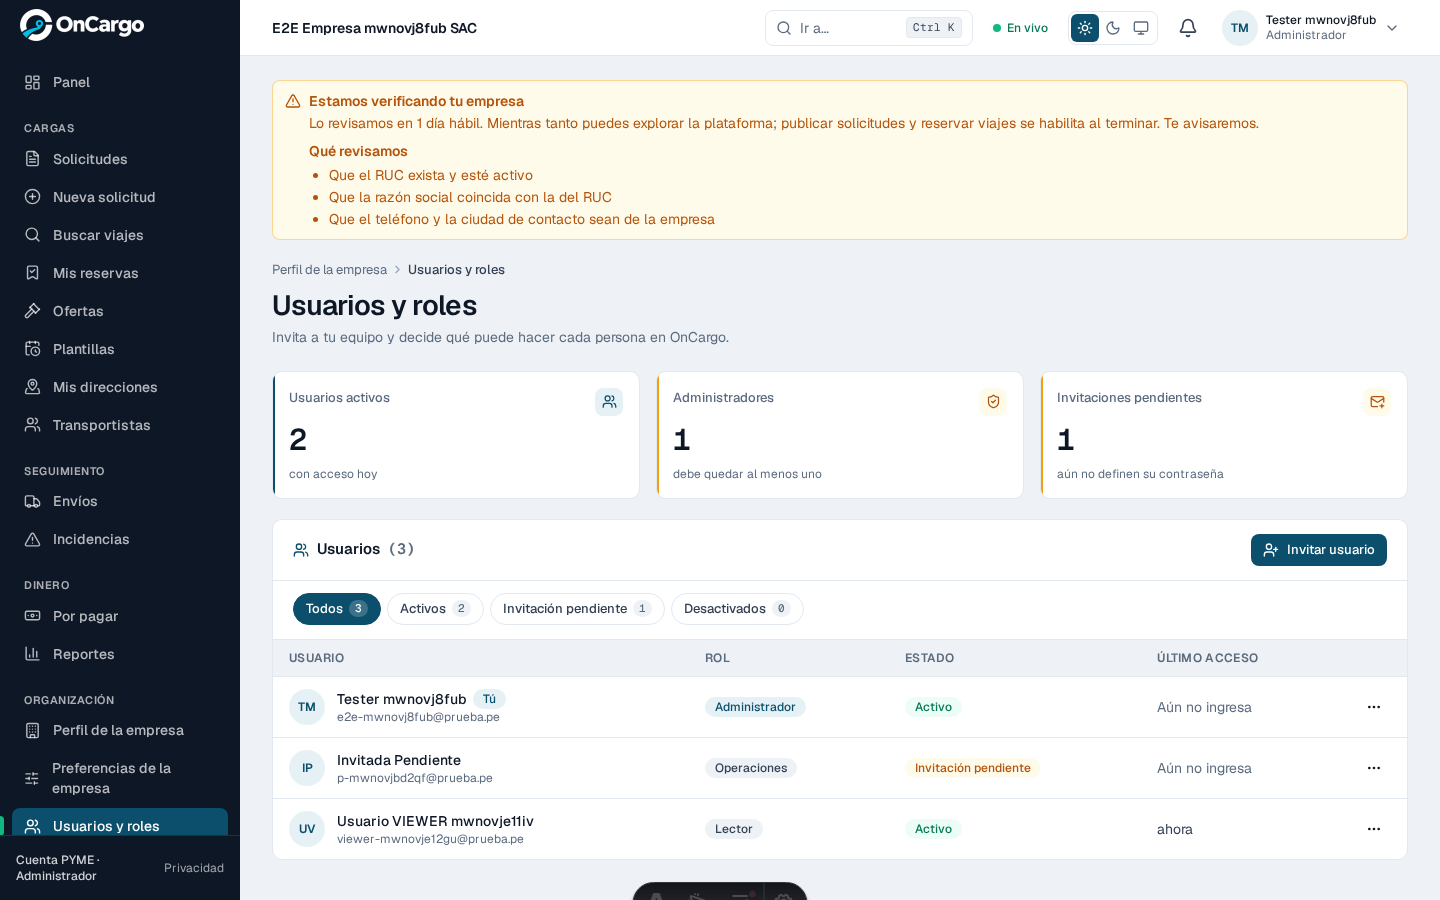 OnCargo
E2E Empresa mwnovj8fub SAC
Ir a...
Ctrl K
En vivo
TM
Tester mwnovj8fub
Administrador
Panel
CARGAS
Solicitudes
Nueva solicitud
Buscar viajes
Mis reservas
Ofertas
Plantillas
Mis direcciones
Transportistas
SEGUIMIENTO
Envíos
Incidencias
DINERO
Por pagar
Reportes
ORGANIZACIÓN
Perfil de la empresa
Preferencias de la
empresa
Usuarios y roles
Cuenta PYME ·
Administrador
Privacidad
Estamos verificando tu empresa
Lo revisamos en 1 día hábil. Mientras tanto puedes explorar la plataforma; publicar solicitudes y reservar viajes se habilita al terminar. Te avisaremos.
Qué revisamos
• Que el RUC exista y esté activo
• Que la razón social coincida con la del RUC
• Que el teléfono y la ciudad de contacto sean de la empresa
Perfil de la empresa > Usuarios y roles
Usuarios y roles
Invita a tu equipo y decide qué puede hacer cada persona en OnCargo.
Usuarios activos
2
con acceso hoy
Administradores
1
debe quedar al menos uno
Invitaciones pendientes
1
aún no definen su contraseña
Usuarios (3)
Invitar usuario
Todos 3
Activos 2
Invitación pendiente 1
Desactivados 0
USUARIO ROL ESTADO ÚLTIMO ACCESO
TM
Tester mwnovj8fub Tú
e2e-mwnovj8fub@prueba.pe
Administrador
Activo
Aún no ingresa
IP
Invitada Pendiente
p-mwnovjbd2qf@prueba.pe
Operaciones
Invitación pendiente
Aún no ingresa
UV
Usuario VIEWER mwnovje11iv
viewer-mwnovje12gu@prueba.pe
Lector
Activo
ahora